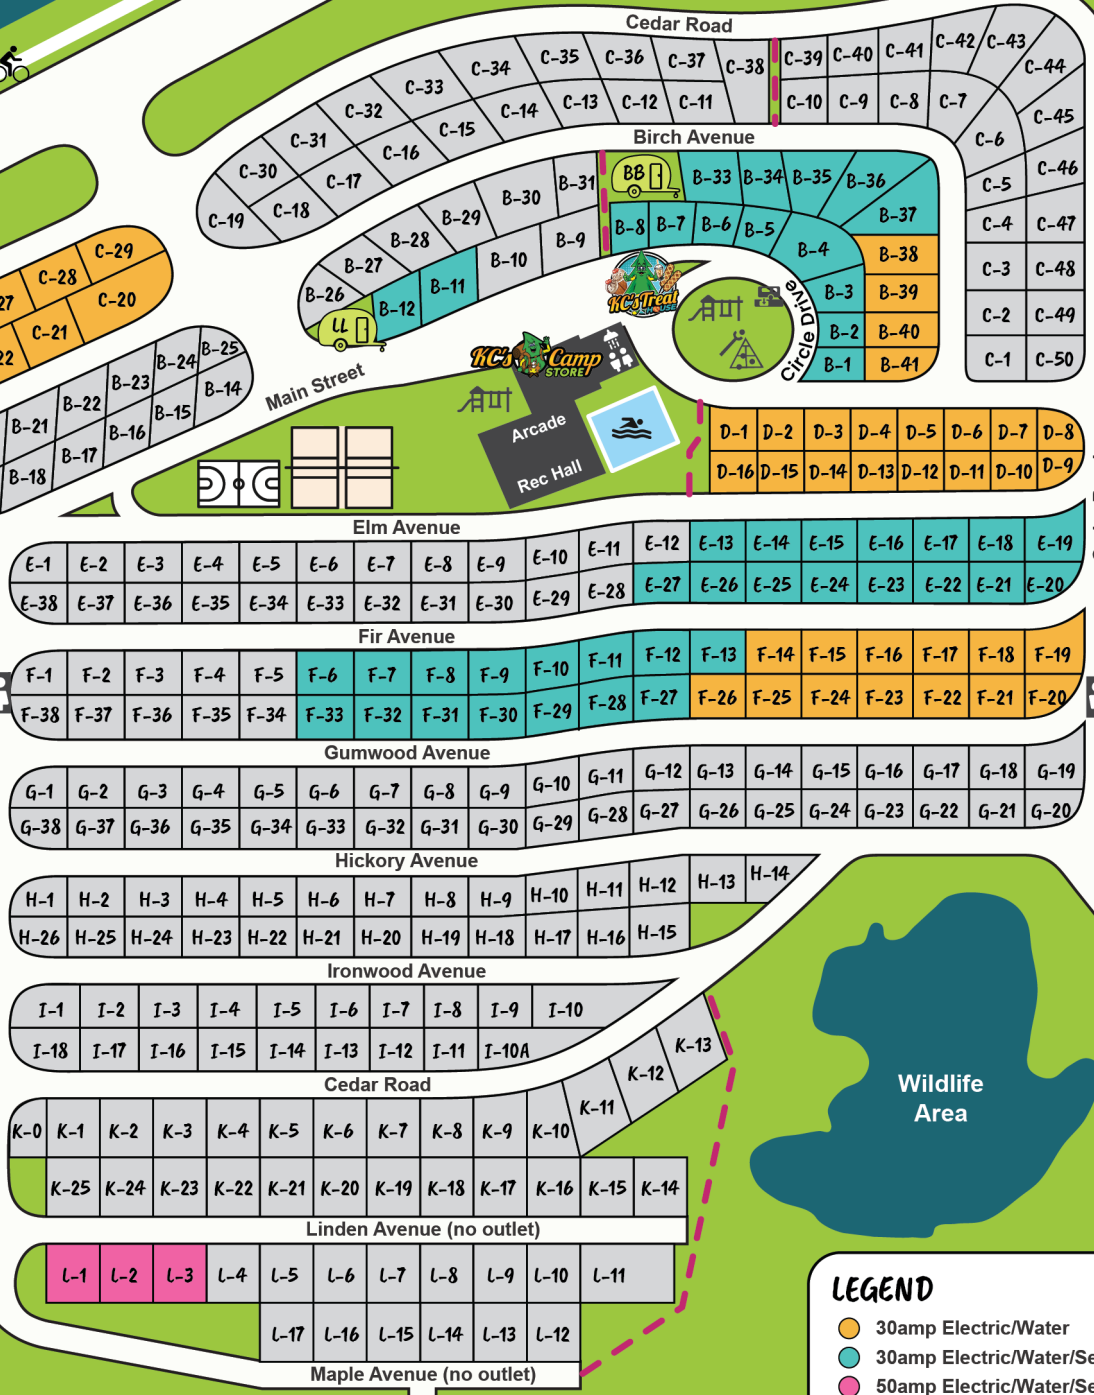 Cedar Road
C-35 C-36 C-37 C-38 C-39 C-40 C-41 C-42 C-43
C-34 C-44
C-33 C-14 C-13 C-12 C-11 C-10 C-9 C-8 C-7
C-32 C-15 C-45
C-31 C-16 Birch Avenue C-6
C-30 C-17 C-5 C-46
C-19 C-18 B-30 B-31 BB B-33 B-34 B-35 B-36
B-28 B-29 B-9 B-8 B-7 B-6 B-5 B-37 C-4 C-47
C-29 B-27 B-10 B-4 B-38
C-28 B-26 B-12 B-11 B-3 B-39 C-3 C-48
27 C-20 LL KC's Treat House
C-21 B-2 B-40 C-2 C-49
22 KC's Camp Store Circle Drive B-1 B-41 C-1 C-50
B-24 B-25
B-23 B-14 Main Street
B-21 B-22 B-15
B-18 B-17 B-16
Arcade
Rec Hall
D-1 D-2 D-3 D-4 D-5 D-6 D-7 D-8
D-16 D-15 D-14 D-13 D-12 D-11 D-10 D-9
Elm Avenue
E-1 E-2 E-3 E-4 E-5 E-6 E-7 E-8 E-9 E-10 E-11 E-12 E-13 E-14 E-15 E-16 E-17 E-18 E-19
E-38 E-37 E-36 E-35 E-34 E-33 E-32 E-31 E-30 E-29 E-28 E-27 E-26 E-25 E-24 E-23 E-22 E-21 E-20
Fir Avenue
F-1 F-2 F-3 F-4 F-5 F-6 F-7 F-8 F-9 F-10 F-11 F-12 F-13 F-14 F-15 F-16 F-17 F-18 F-19
F-38 F-37 F-36 F-35 F-34 F-33 F-32 F-31 F-30 F-29 F-28 F-27 F-26 F-25 F-24 F-23 F-22 F-21 F-20
Gumwood Avenue
G-1 G-2 G-3 G-4 G-5 G-6 G-7 G-8 G-9 G-10 G-11 G-12 G-13 G-14 G-15 G-16 G-17 G-18 G-19
G-38 G-37 G-36 G-35 G-34 G-33 G-32 G-31 G-30 G-29 G-28 G-27 G-26 G-25 G-24 G-23 G-22 G-21 G-20
Hickory Avenue
H-1 H-2 H-3 H-4 H-5 H-6 H-7 H-8 H-9 H-10 H-11 H-12 H-13 H-14
H-26 H-25 H-24 H-23 H-22 H-21 H-20 H-19 H-18 H-17 H-16 H-15
Ironwood Avenue
I-1 I-2 I-3 I-4 I-5 I-6 I-7 I-8 I-9 I-10
I-18 I-17 I-16 I-15 I-14 I-13 I-12 I-11 I-10A
Cedar Road
K-0 K-1 K-2 K-3 K-4 K-5 K-6 K-7 K-8 K-9 K-10 K-11 K-12 K-13
K-25 K-24 K-23 K-22 K-21 K-20 K-19 K-18 K-17 K-16 K-15 K-14
Wildlife
Area
Linden Avenue (no outlet)
L-1 L-2 L-3 L-4 L-5 L-6 L-7 L-8 L-9 L-10 L-11
L-17 L-16 L-15 L-14 L-13 L-12
Maple Avenue (no outlet)
LEGEND
30amp Electric/Water
30amp Electric/Water/Se
50amp Electric/Water/Se